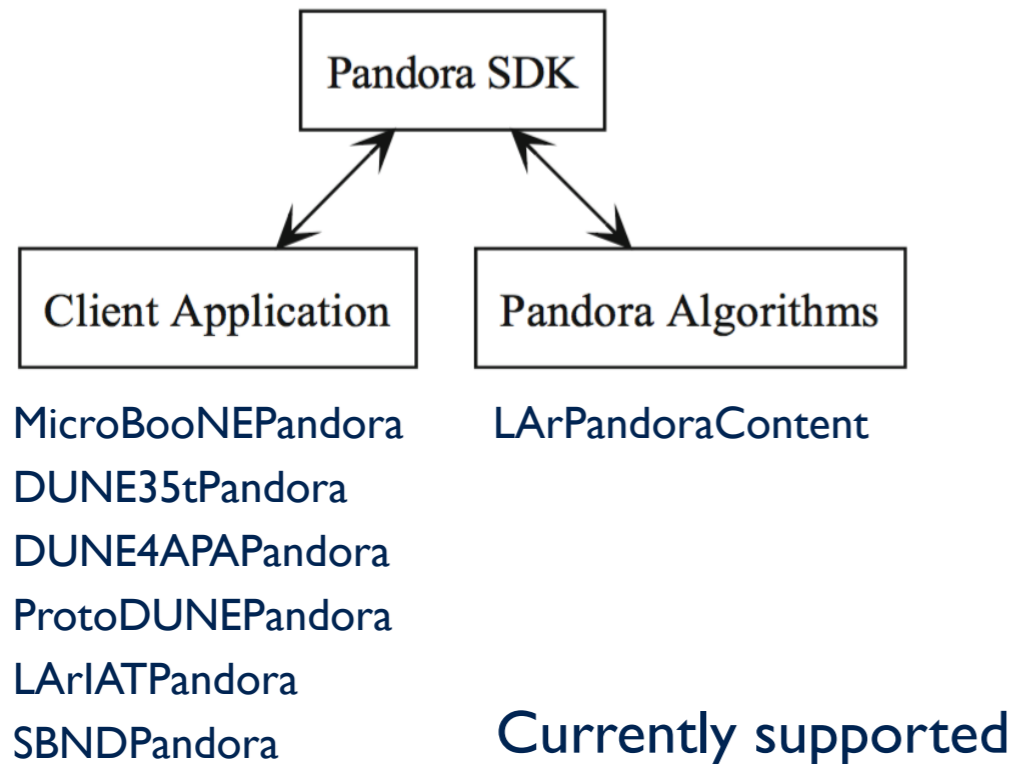 Pandora SDK
Client Application
Pandora Algorithms
MicroBooNEPandora
DUNE35tPandora
DUNE4APAPandora
ProtoDUNEPandora
LArIATPandora
SBNDPandora
LArPandoraContent
Currently supported